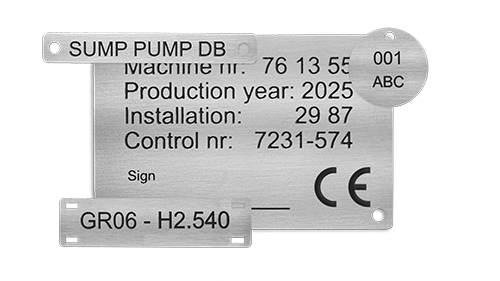 SUMP PUMP DB
001
ABC
Machine nr: 76 13 55
Production year: 2025
Installation: 29 87
Control nr: 7231-574
Sign
CE
GR06 - H2.540